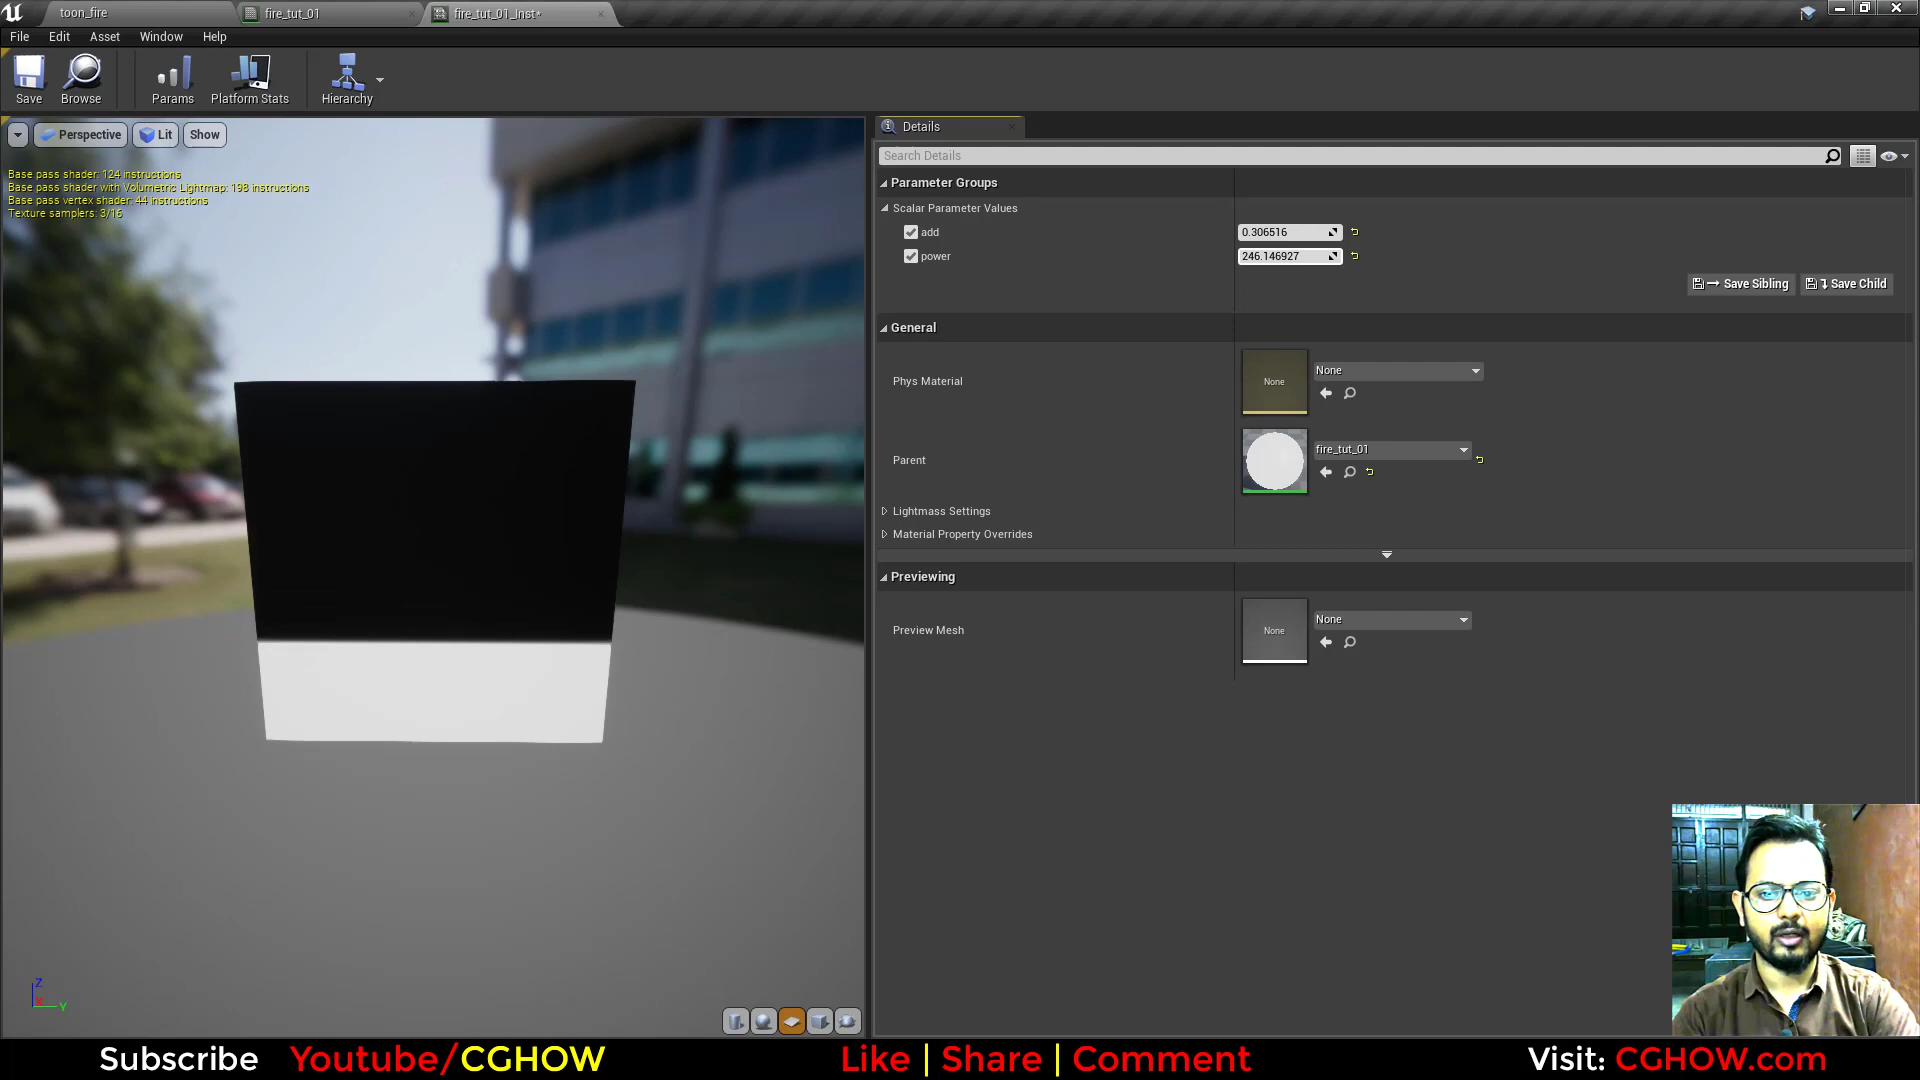 toon_fire
fire_tut_01
fire_tut_01_Inst*
File Edit Asset Window Help
Save Browse Params Platform Stats Hierarchy
Perspective Lit Show
Base pass shader: 124 instructions
Base pass shader with Volumetric Lightmap: 198 instructions
Base pass vertex shader: 44 instructions
Texture samplers: 3/16
Z
Y
Details
Search Details
Parameter Groups
Scalar Parameter Values
add 0.306516
power 246.146927
Save Sibling Save Child
General
Phys Material None None
Parent fire_tut_01
Lightmass Settings
Material Property Overrides
Previewing
Preview Mesh None None
Subscribe Youtube/CGHOW Like | Share | Comment Visit: CGHOW.com